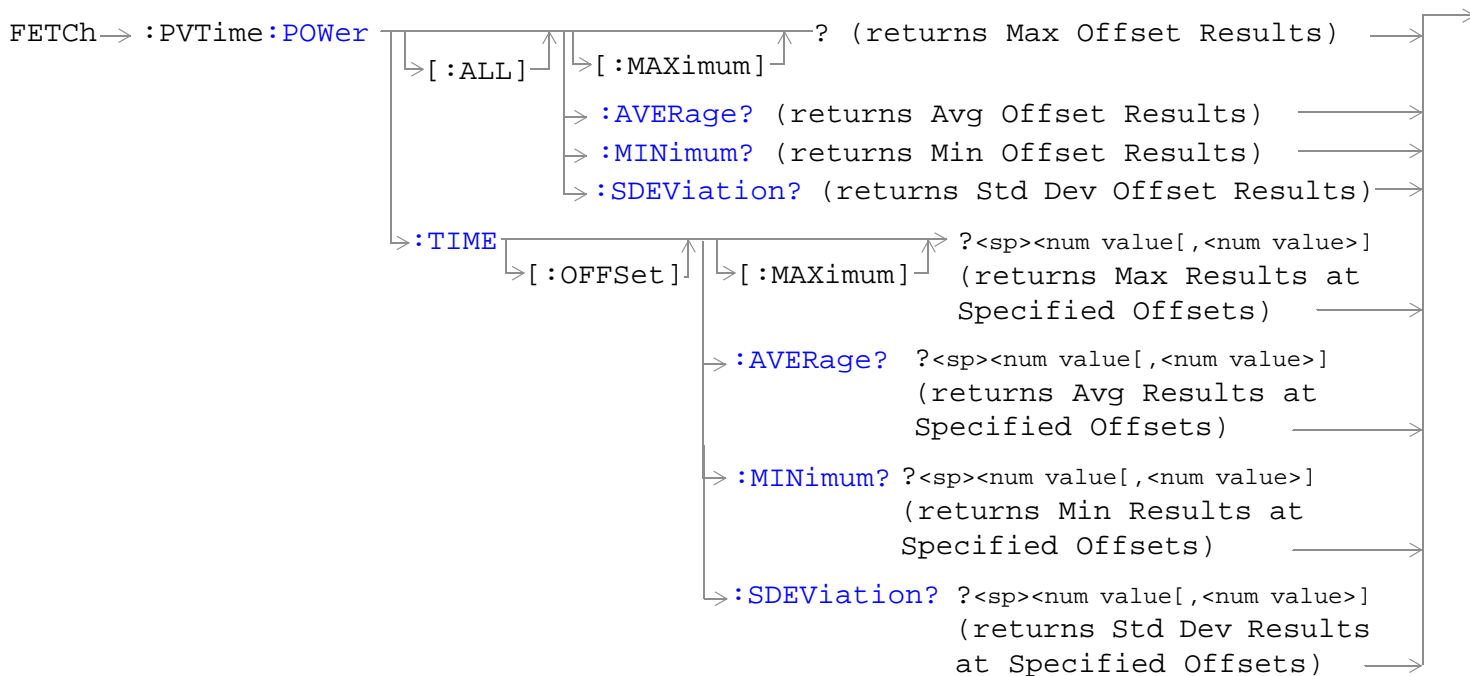 FETCh :PVTime:POWer ? (returns Max Offset Results)
[:ALL] [:MAXimum]
:AVERage? (returns Avg Offset Results)
:MINimum? (returns Min Offset Results)
:SDEViation? (returns Std Dev Offset Results)
:TIME ?<sp><num value[,<num value>]
[:OFFSet] [:MAXimum] (returns Max Results at
Specified Offsets)
:AVERage? ?<sp><num value[,<num value>]
(returns Avg Results at
Specified Offsets)
:MINimum? ?<sp><num value[,<num value>]
(returns Min Results at
Specified Offsets)
:SDEViation? ?<sp><num value[,<num value>]
(returns Std Dev Results
at Specified Offsets)